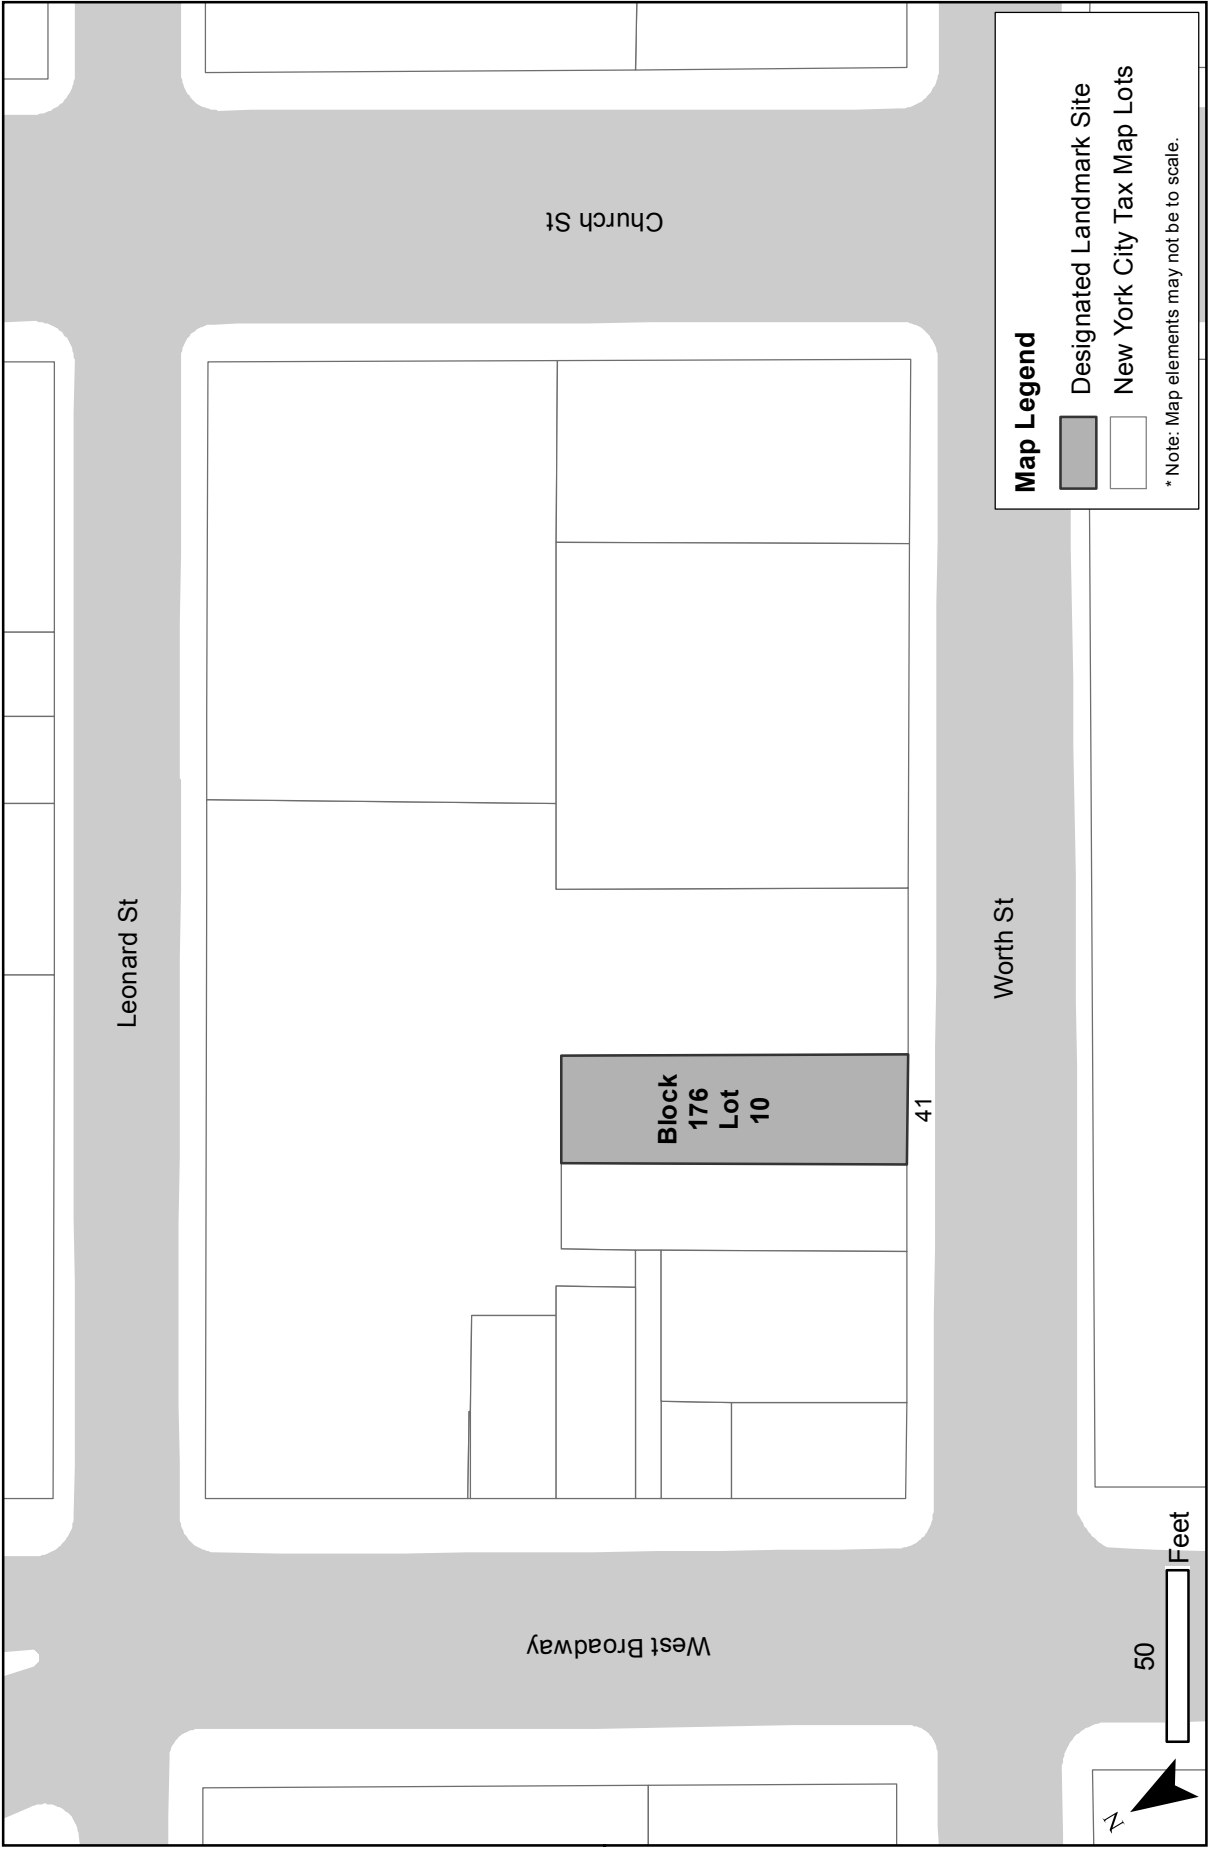 Leonard St
West Broadway
Church St
Block
176
Lot
10
41
Worth St
50
Feet
N
Map Legend
Designated Landmark Site
New York City Tax Map Lots
* Note: Map elements may not be to scale.